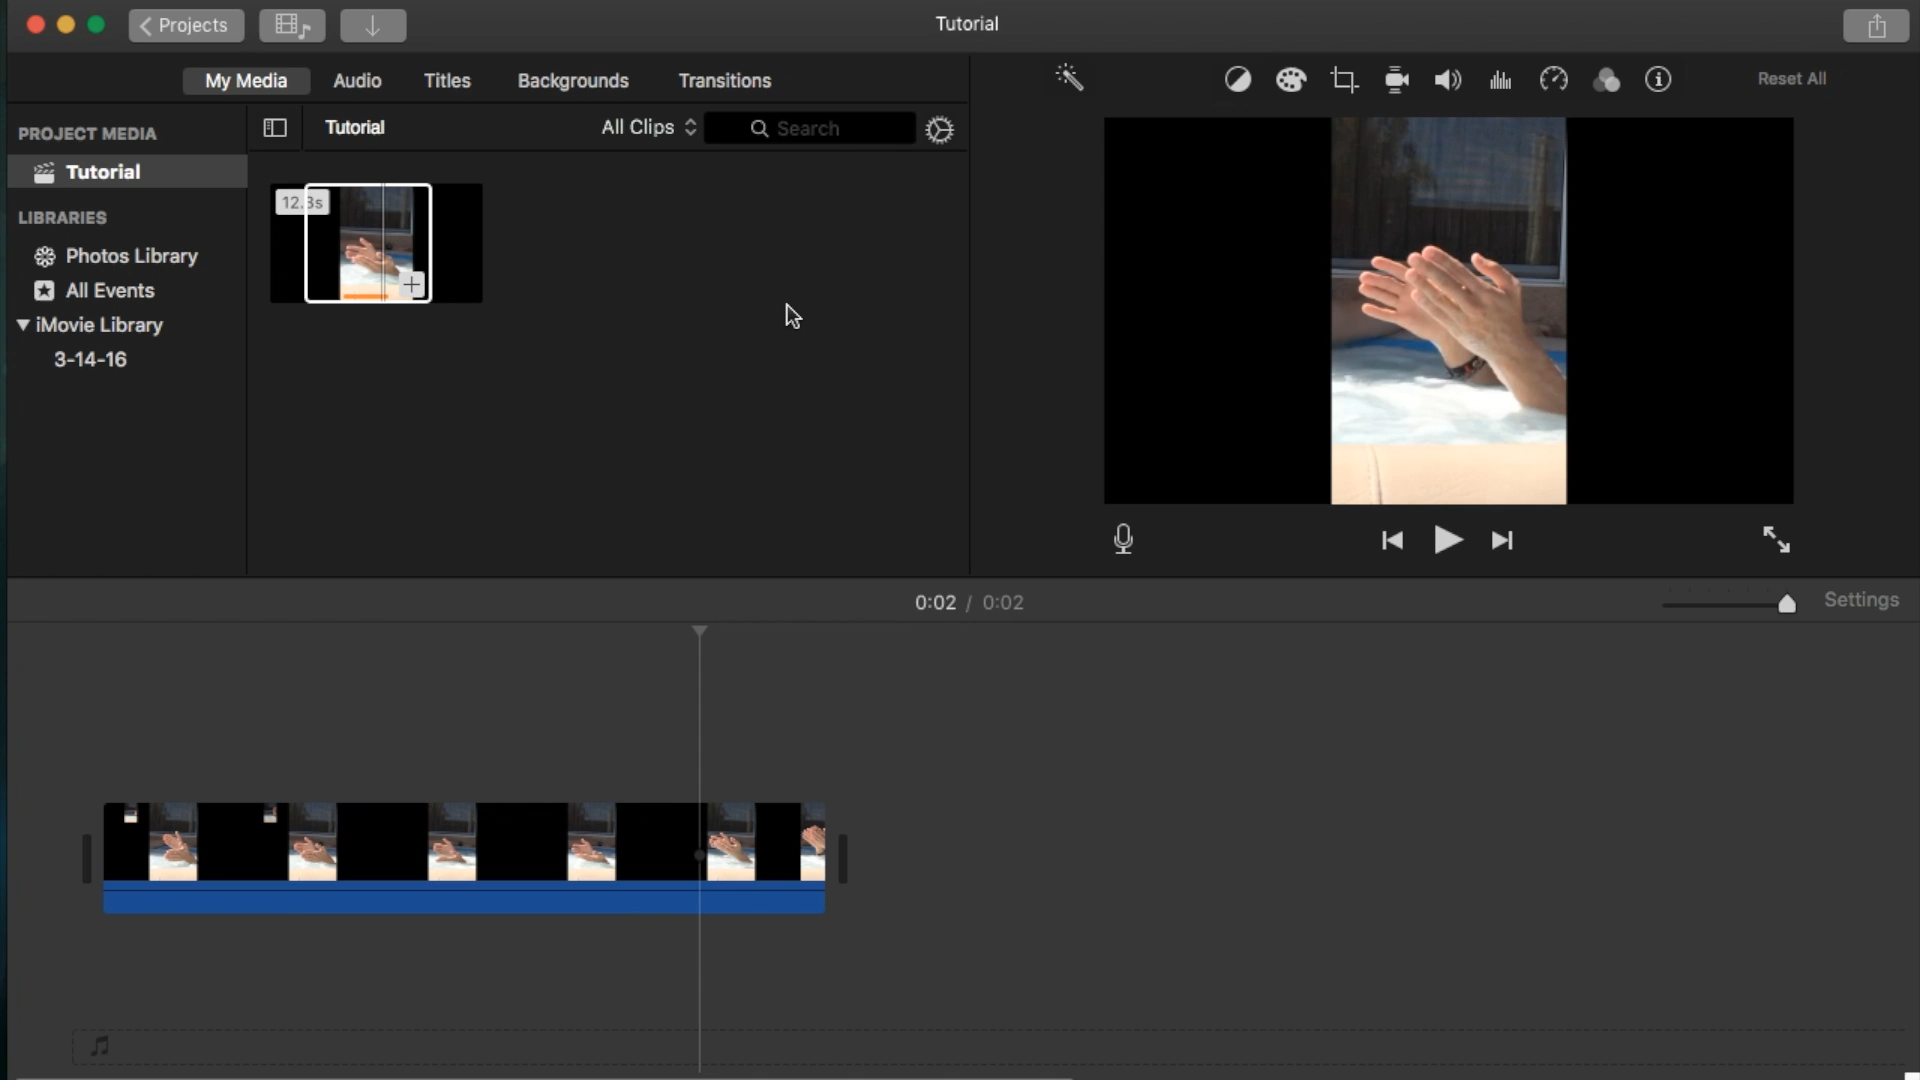 Projects
Tutorial
My Media
Audio
Titles
Backgrounds
Transitions
Reset All
PROJECT MEDIA
Tutorial
All Clips
Search
Tutorial
LIBRARIES
12.3s
Photos Library
All Events
iMovie Library
3-14-16
0:02 / 0:02
Settings